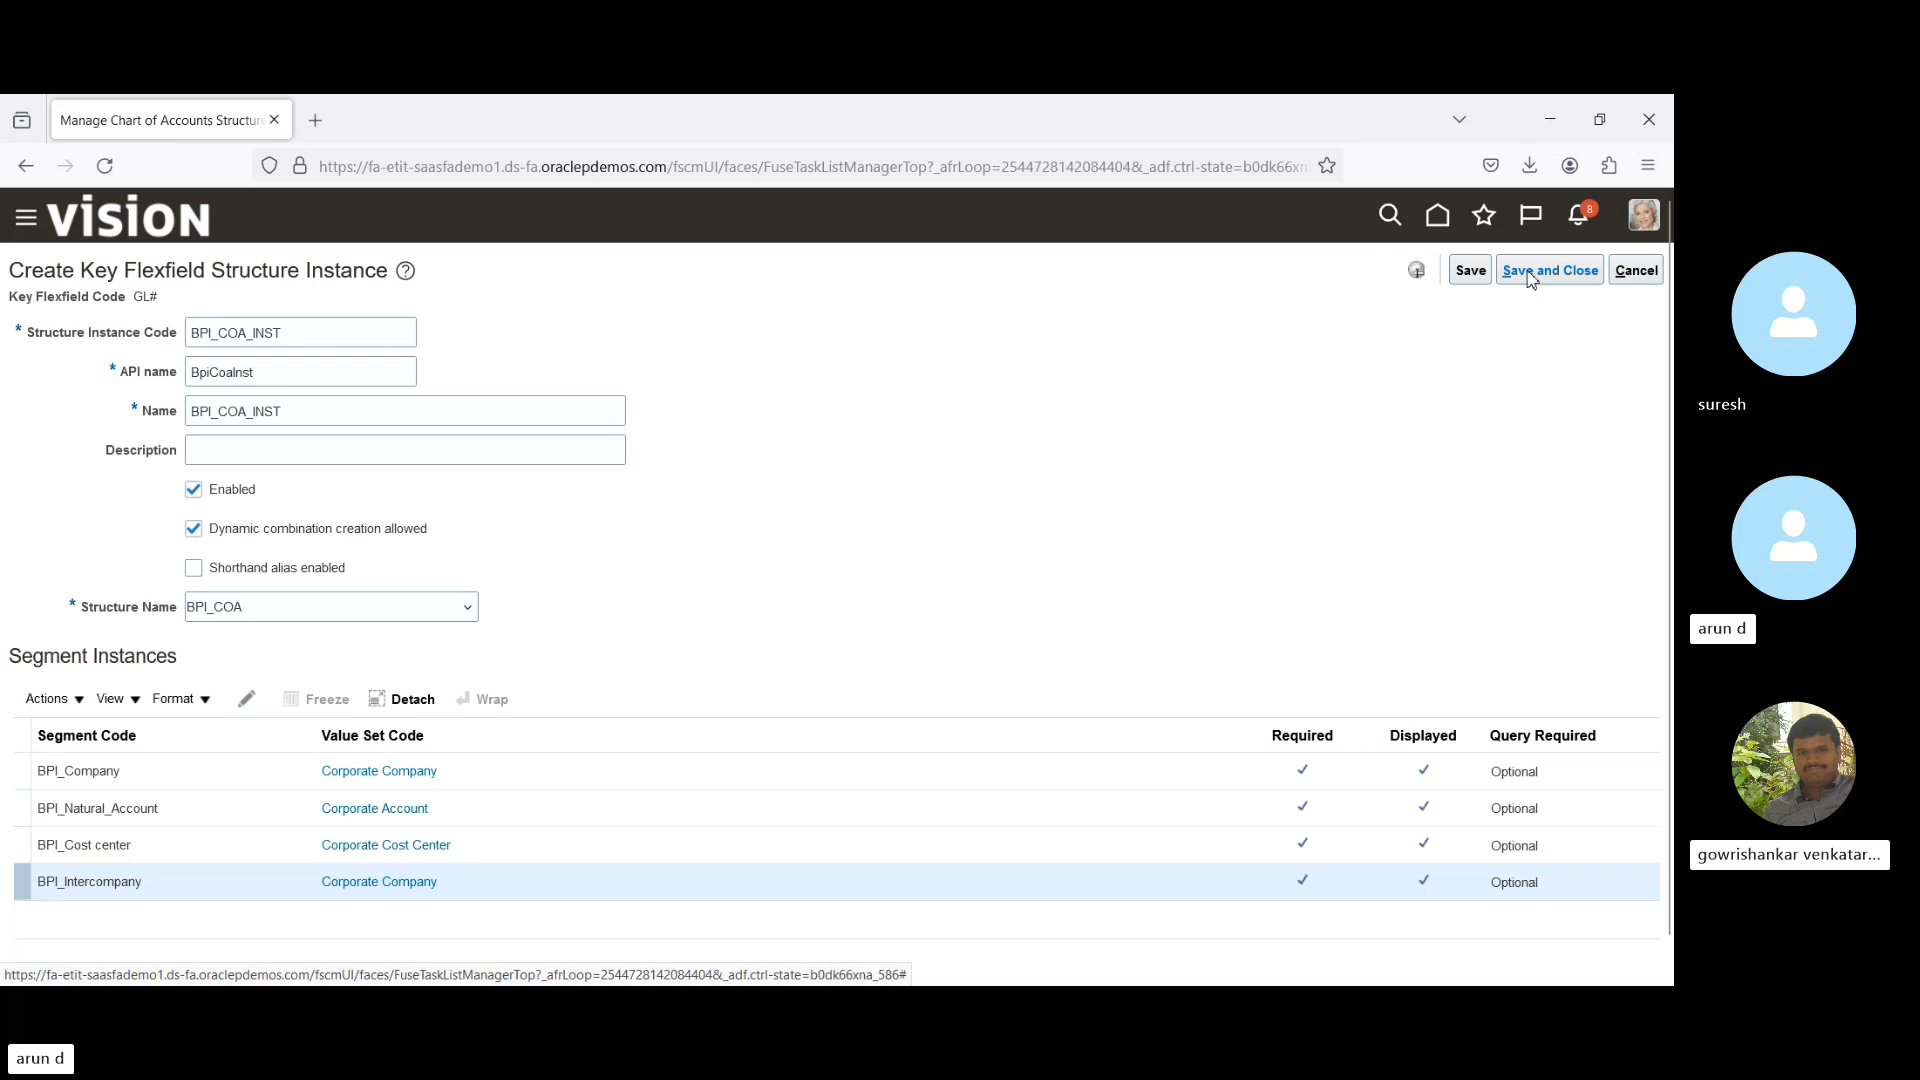 Manage Chart of Accounts Structure
https://fa-etit-saasfademo1.ds-fa.oraclepdemos.com/fscmUI/faces/FuseTaskListManagerTop?_afrLoop=25447281420844048&_adf.ctrl-state=b0dk66xn
VISION
8
Create Key Flexfield Structure Instance ?
Save
Save and Close
Cancel
Key Flexfield Code GL#
* Structure Instance Code BPI_COA_INST
* API name BpiCoaInst
* Name BPI_COA_INST
Description
Enabled
Dynamic combination creation allowed
Shorthand alias enabled
* Structure Name BPI_COA
Segment Instances
Actions View Format Freeze Detach Wrap
Segment Code Value Set Code Required Displayed Query Required
BPI_Company Corporate Company Optional
BPI_Natural_Account Corporate Account Optional
BPI_Cost center Corporate Cost Center Optional
BPI_Intercompany Corporate Company Optional
https://fa-etit-saasfademo1.ds-fa.oraclepdemos.com/fscmUI/faces/FuseTaskListManagerTop?_afrLoop=25447281420844048&_adf.ctrl-state=b0dk66xna_586#
suresh
arun d
gowrishankar venkatar...
arun d